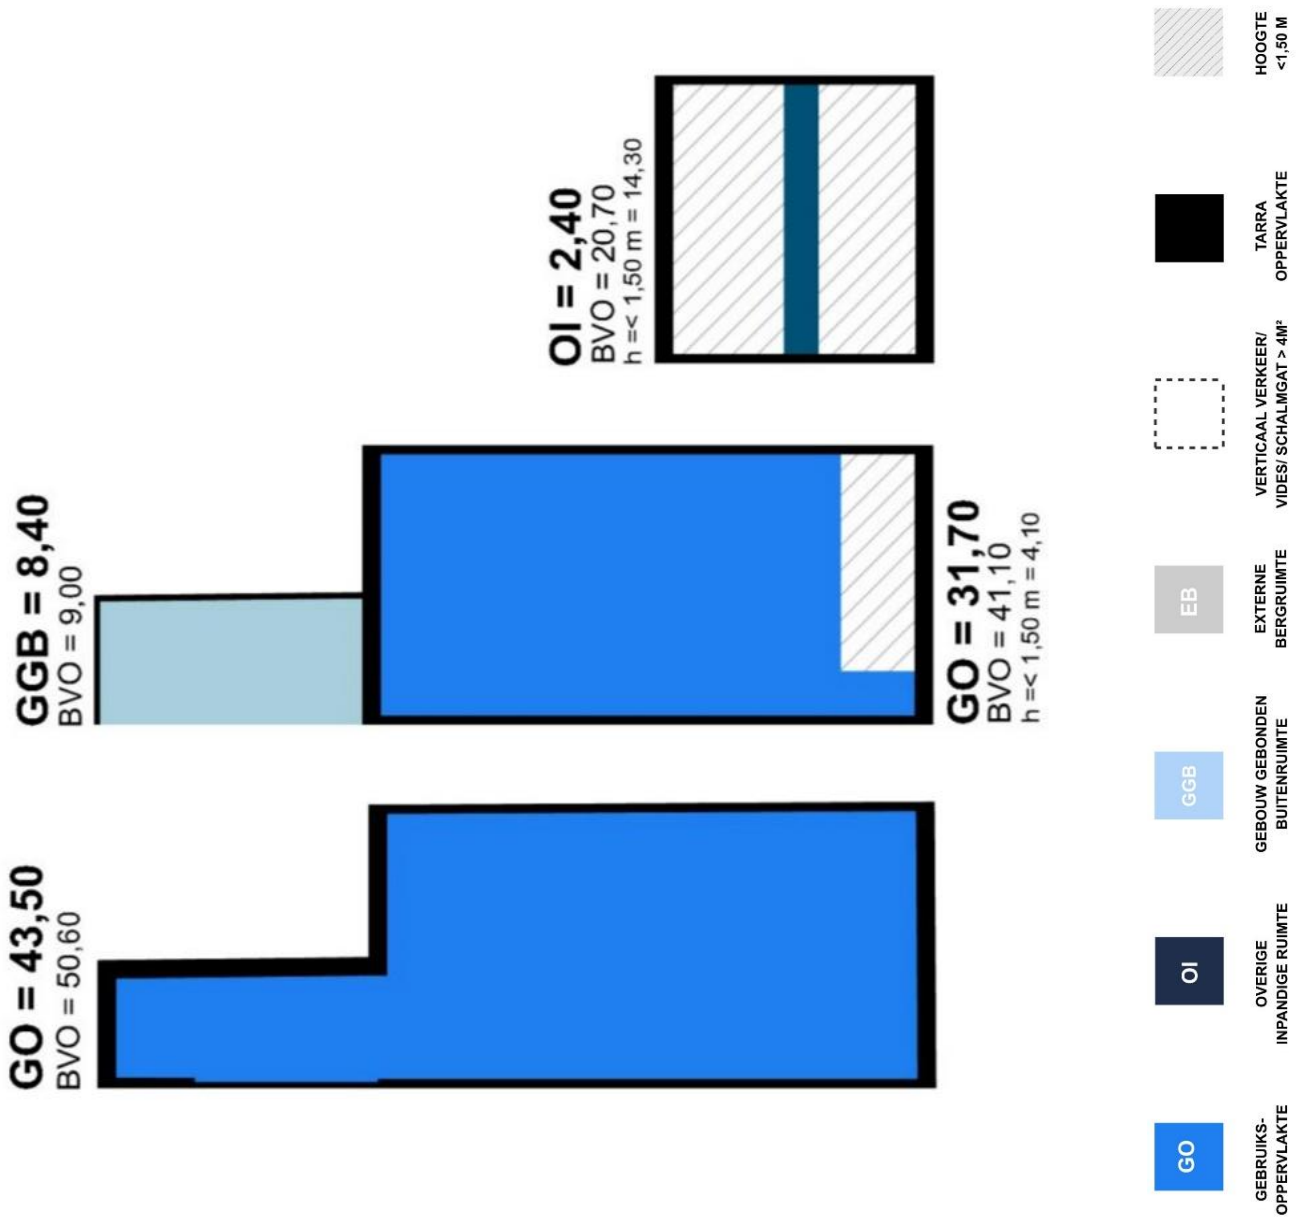 GO = 43,50
BVO = 50,60
GGB = 8,40
BVO = 9,00
GO = 31,70
BVO = 41,10
h =< 1,50 m = 4,10
OI = 2,40
BVO = 20,70
h =< 1,50 m = 14,30
GO
GEBRUIKS-
OPPERVLAKTE
OI
OVERIGE
INPANDIGE RUIMTE
GGB
GEBOUW GEBONDEN
BUITENRUIMTE
EB
EXTERNE
BERGRUIMTE
VERTICAAL VERKEER/
VIDES/ SCHALMGAT > 4M²
TARRA
OPPERVLAKTE
HOOGTE
<1,50 M